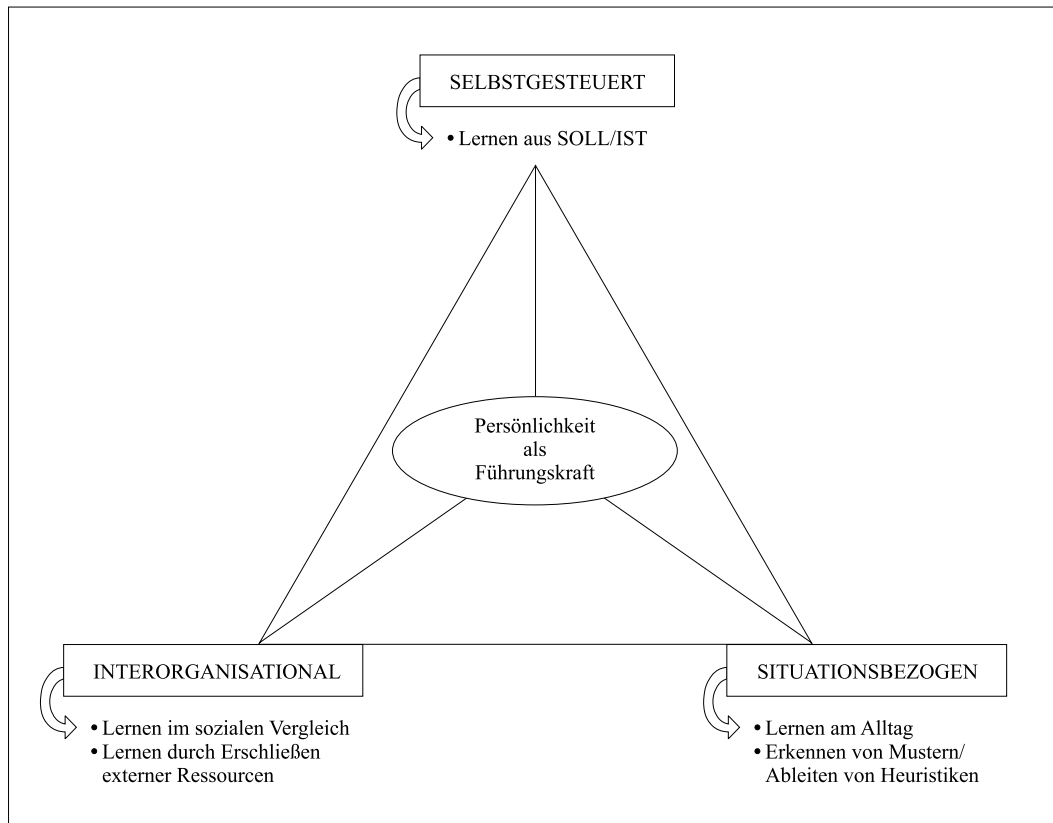 SELBSTGESTEUERT
• Lernen aus SOLL/IST
Persönlichkeit
als
Führungskraft
INTERORGANISATIONAL
• Lernen im sozialen Vergleich
• Lernen durch Erschließen
externer Ressourcen
SITUATIONSBEZOGEN
• Lernen am Alltag
• Erkennen von Mustern/
Ableiten von Heuristiken